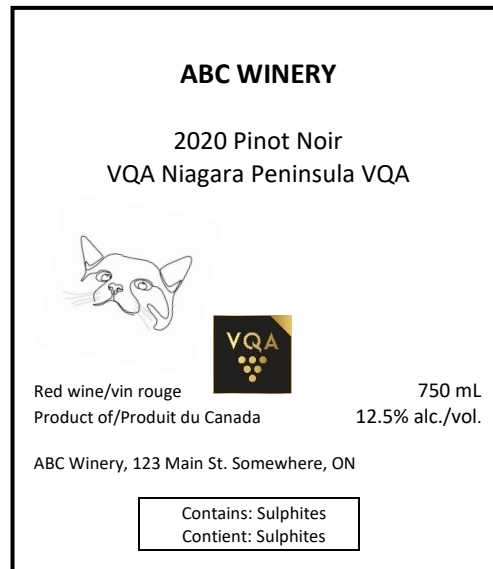 ABC WINERY
2020 Pinot Noir
VQA Niagara Peninsula VQA
VQA
Red wine/vin rouge 750 mL
Product of/Produit du Canada 12.5% alc./vol.
ABC Winery, 123 Main St. Somewhere, ON
Contains: Sulphites
Contient: Sulphites